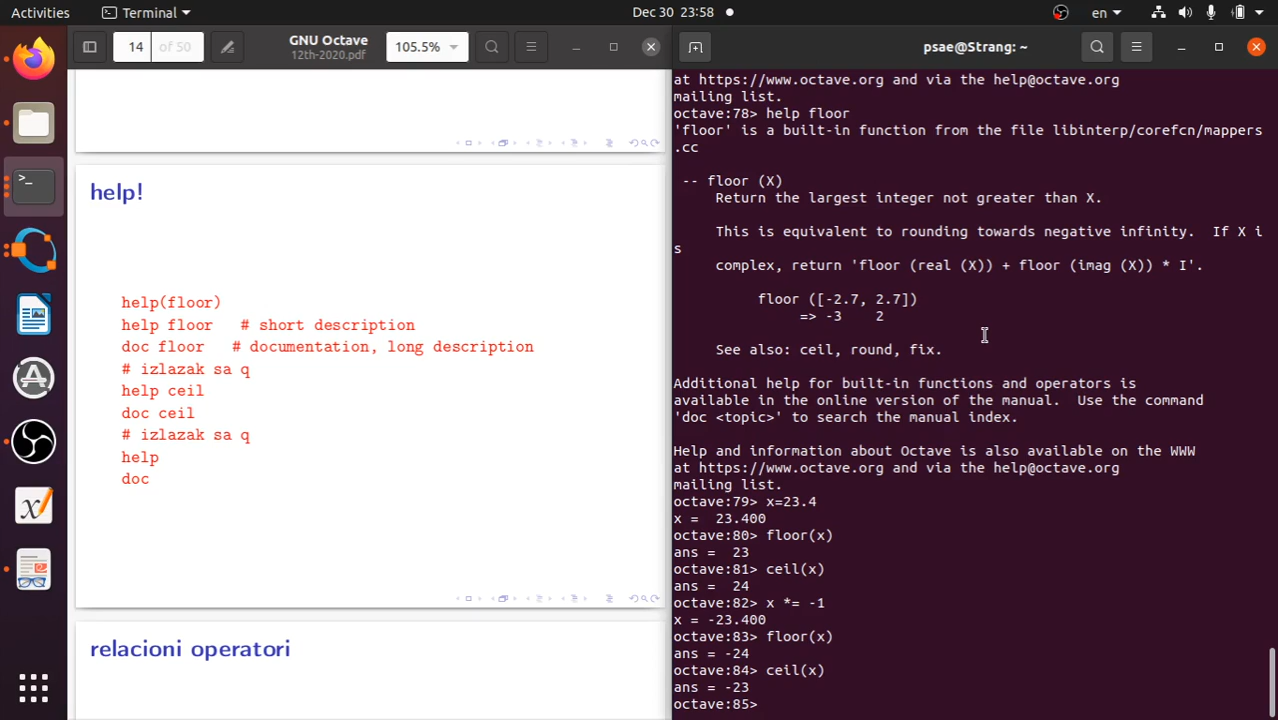 Activities
Terminal
Dec 30 23:58
en
14
of 50
GNU Octave
12th-2020.pdf
105.5%
help!
help(floor)
help floor # short description
doc floor # documentation, long description
# izlazak sa q
help ceil
doc ceil
# izlazak sa q
help
doc
relacioni operatori
psae@Strang: ~
at https://www.octave.org and via the help@octave.org
mailing list.
octave:78> help floor
'floor' is a built-in function from the file libinterp/corefcn/mappers
.cc
-- floor (X)
Return the largest integer not greater than X.
This is equivalent to rounding towards negative infinity. If X i
s
complex, return 'floor (real (X)) + floor (imag (X)) * I'.
floor ([-2.7, 2.7])
=> -3 2
See also: ceil, round, fix.
Additional help for built-in functions and operators is
available in the online version of the manual. Use the command
'doc <topic>' to search the manual index.
Help and information about Octave is also available on the WWW
at https://www.octave.org and via the help@octave.org
mailing list.
octave:79> x=23.4
x = 23.400
octave:80> floor(x)
ans = 23
octave:81> ceil(x)
ans = 24
octave:82> x *= -1
x = -23.400
octave:83> floor(x)
ans = -24
octave:84> ceil(x)
ans = -23
octave:85>